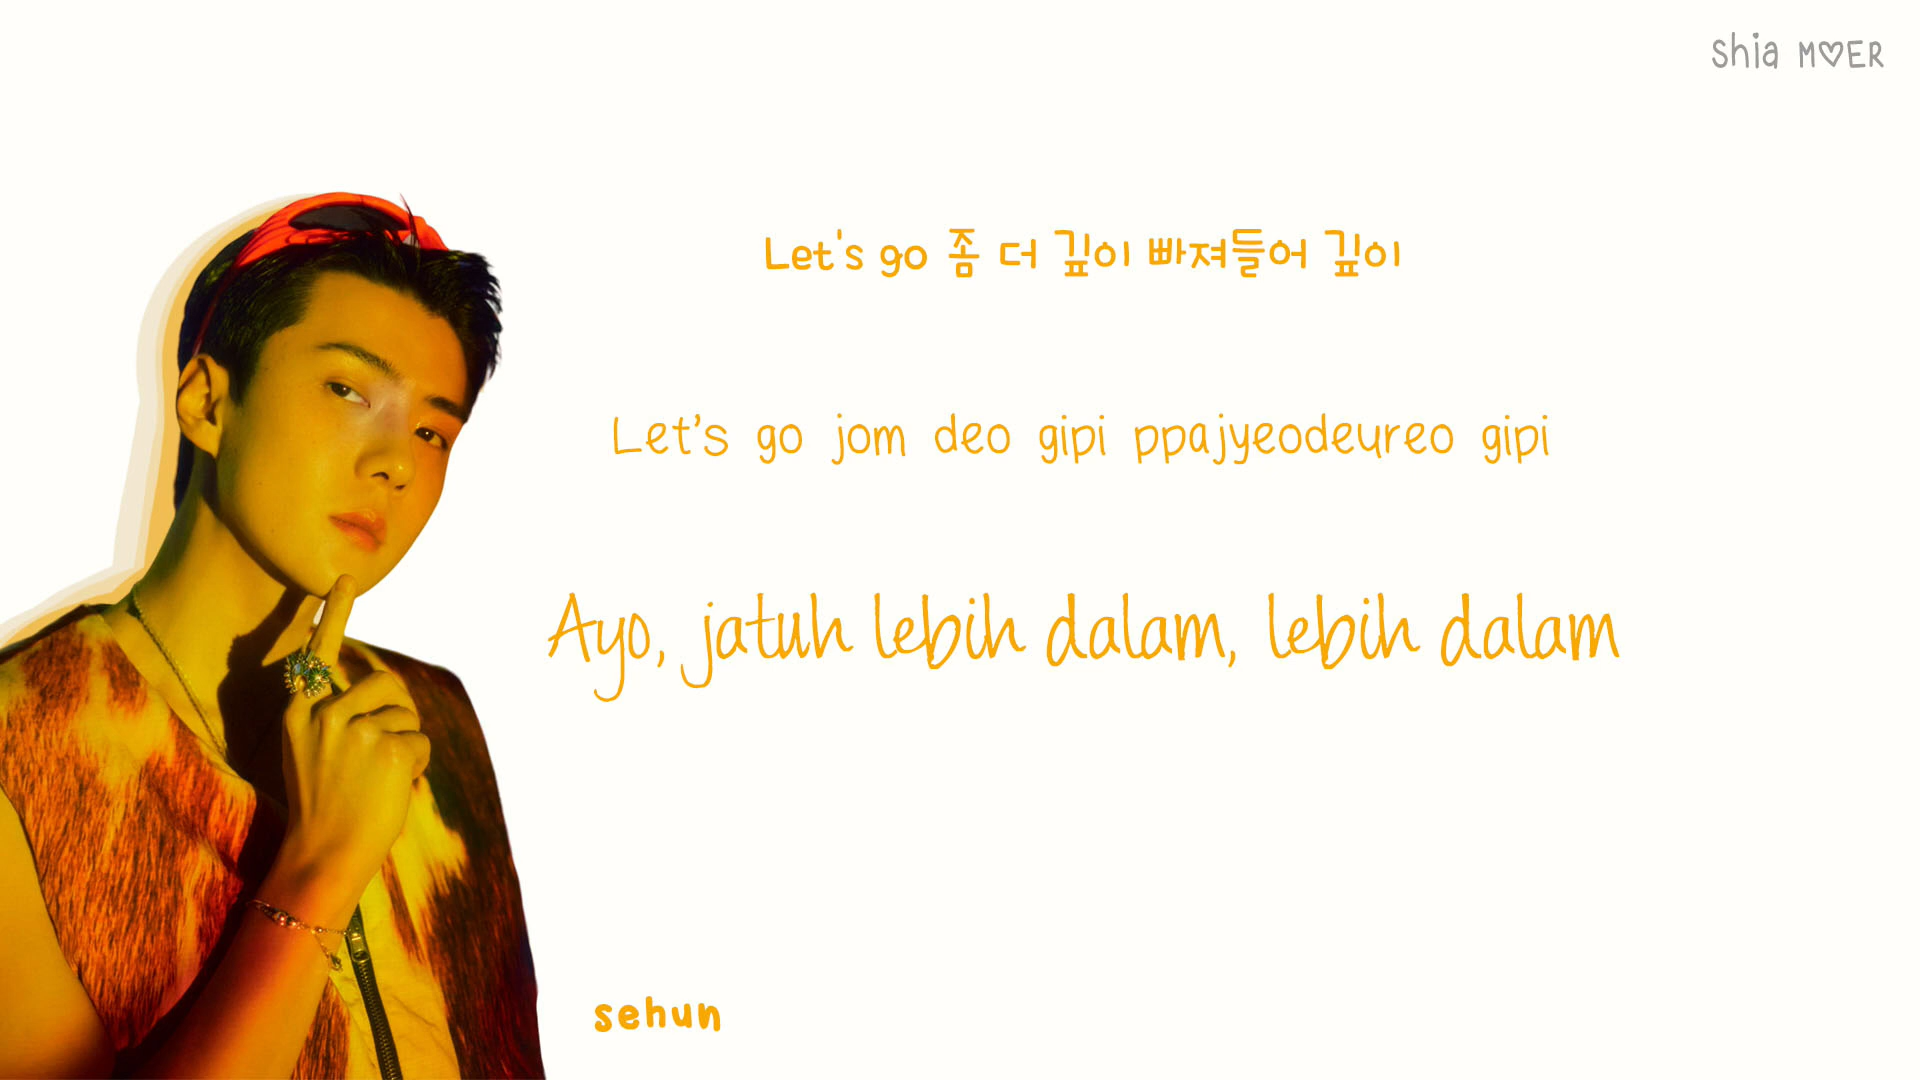 Shia M♡ER
Let's go 좀 더 깊이 빠져들어 깊이
Let's go jom deo gipi ppajyeodeureo gipi
Ayo, jatuh lebih dalam, lebih dalam
sehun